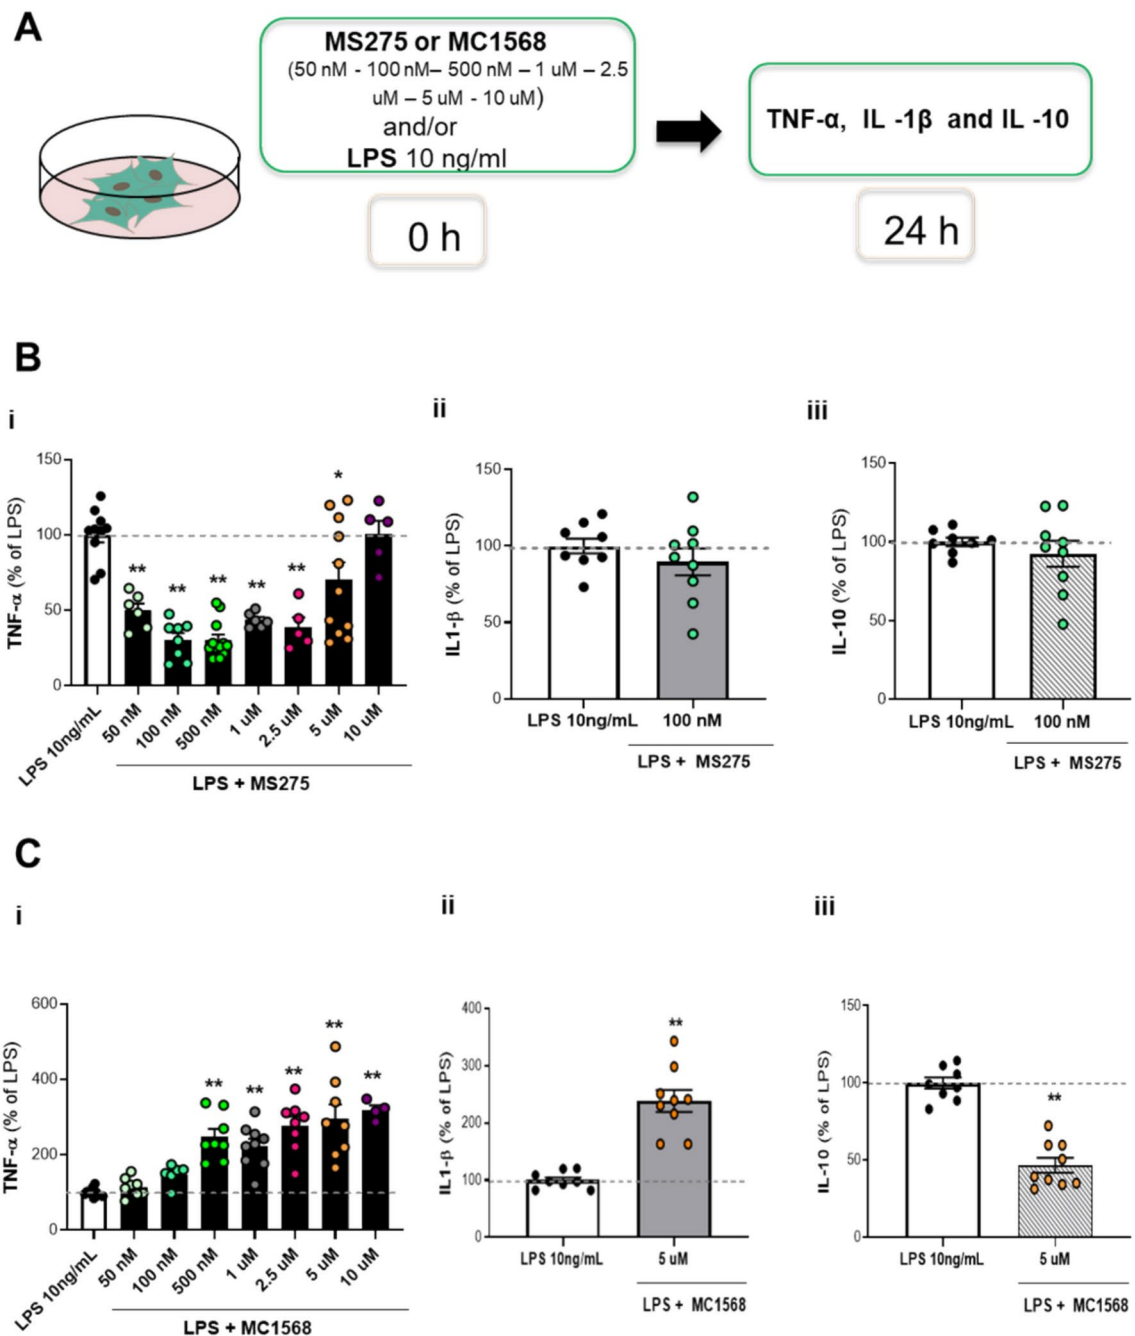 A
MS275 or MC1568
(50 nM - 100 nM– 500 nM – 1 uM – 2.5
uM – 5 uM - 10 uM)
and/or
LPS 10 ng/ml
TNF-α, IL -1β and IL -10
0 h
24 h
B
i
TNF-α (% of LPS)
150
100
50
0
**
**
**
**
**
*
LPS 10ng/mL
50 nM
100 nM
500 nM
1 uM
2.5 uM
5 uM
10 uM
LPS + MS275
ii
IL1-β (% of LPS)
150
100
50
0
LPS 10ng/mL
100 nM
LPS + MS275
iii
IL-10 (% of LPS)
150
100
50
0
LPS 10ng/mL
100 nM
LPS + MS275
C
i
TNF-α (% of LPS)
600
400
200
0
**
**
**
**
**
LPS 10ng/mL
50 nM
100 nM
500 nM
1 uM
2.5 uM
5 uM
10 uM
LPS + MC1568
ii
IL1-β (% of LPS)
400
300
200
100
0
**
LPS 10ng/mL
5 uM
LPS + MC1568
iii
IL-10 (% of LPS)
150
100
50
0
**
LPS 10ng/mL
5 uM
LPS + MC1568